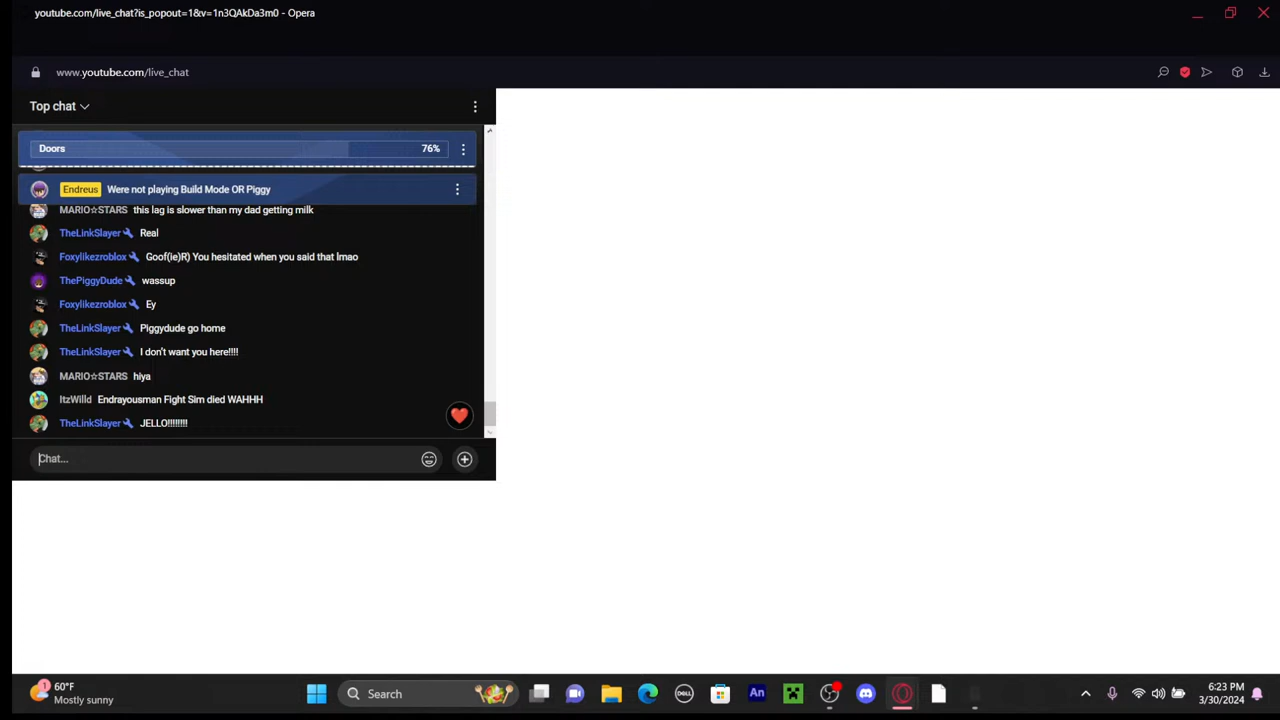 youtube.com/live_chat?is_popout=1&v=1n3QAkDa3m0 - Opera
www.youtube.com/live_chat
Top chat
Doors 76%
Endreus Were not playing Build Mode OR Piggy
MARIO☆STARS this lag is slower than my dad getting milk
TheLinkSlayer Real
Foxylikezroblox Goof(ie)R) You hesitated when you said that lmao
ThePiggyDude wassup
Foxylikezroblox Ey
TheLinkSlayer Piggydude go home
TheLinkSlayer I don't want you here!!!!
MARIO☆STARS hiya
ItzWilld Endrayousman Fight Sim died WAHHH
TheLinkSlayer JELLO!!!!!!!!
Chat...
1
60°F
Mostly sunny
Search
DELL
An
6:23 PM
3/30/2024